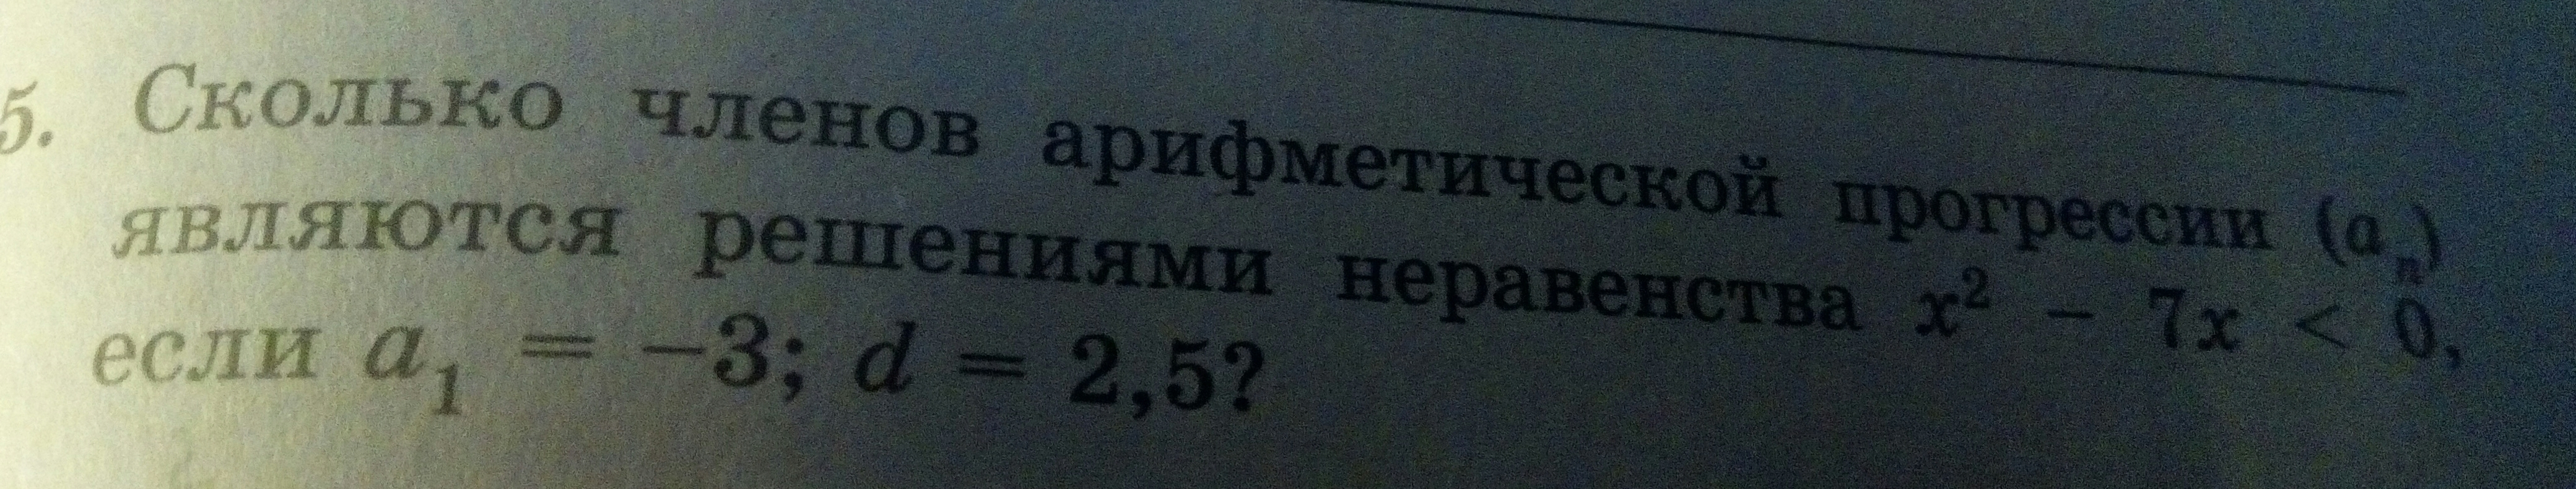 5. Сколько членов арифметической прогрессии (aₙ)
являются решениями неравенства x² – 7x < 0,
если a₁ = –3; d = 2,5?